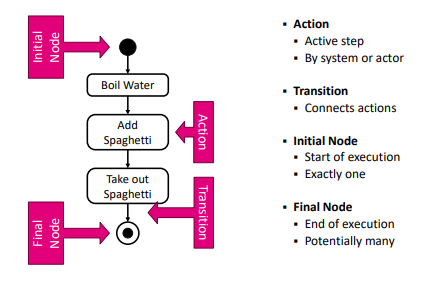 Initial
Node
Boil Water
Add
Spaghetti
Action
Take out
Spaghetti
Transition
Final
Node
▪ Action
▪ Active step
▪ By system or actor
▪ Transition
▪ Connects actions
▪ Initial Node
▪ Start of execution
▪ Exactly one
▪ Final Node
▪ End of execution
▪ Potentially many